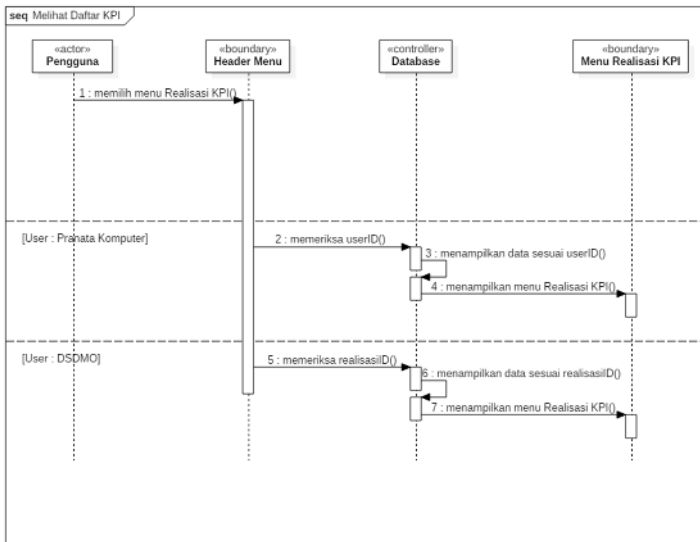 seq Melihat Daftar KPI
«actor»
Pengguna
«boundary»
Header Menu
«controller»
Database
«boundary»
Menu Realisasi KPI
1 : memilih menu Realisasi KPI()
[User : Pranata Komputer]
2 : memeriksa userID()
3 : menampilkan data sesuai userID()
4 : menampilkan menu Realisasi KPI()
[User : DSDMO]
5 : memeriksa realisasiID()
6 : menampilkan data sesuai realisasiID()
7 : menampilkan menu Realisasi KPI()